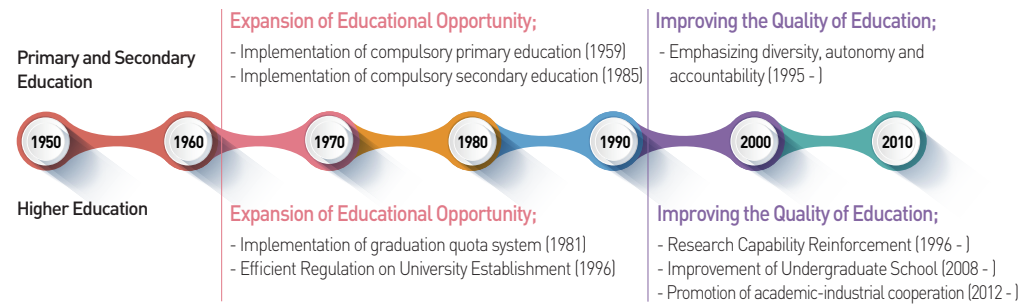 Primary and Secondary
Education
Expansion of Educational Opportunity;
- Implementation of compulsory primary education (1959)
- Implementation of compulsory secondary education (1985)
Improving the Quality of Education;
- Emphasizing diversity, autonomy and
accountability (1995 - )
1950
1960
1970
1980
1990
2000
2010
Higher Education
Expansion of Educational Opportunity;
- Implementation of graduation quota system (1981)
- Efficient Regulation on University Establishment (1996)
Improving the Quality of Education;
- Research Capability Reinforcement (1996 - )
- Improvement of Undergraduate School (2008 - )
- Promotion of academic-industrial cooperation (2012 - )